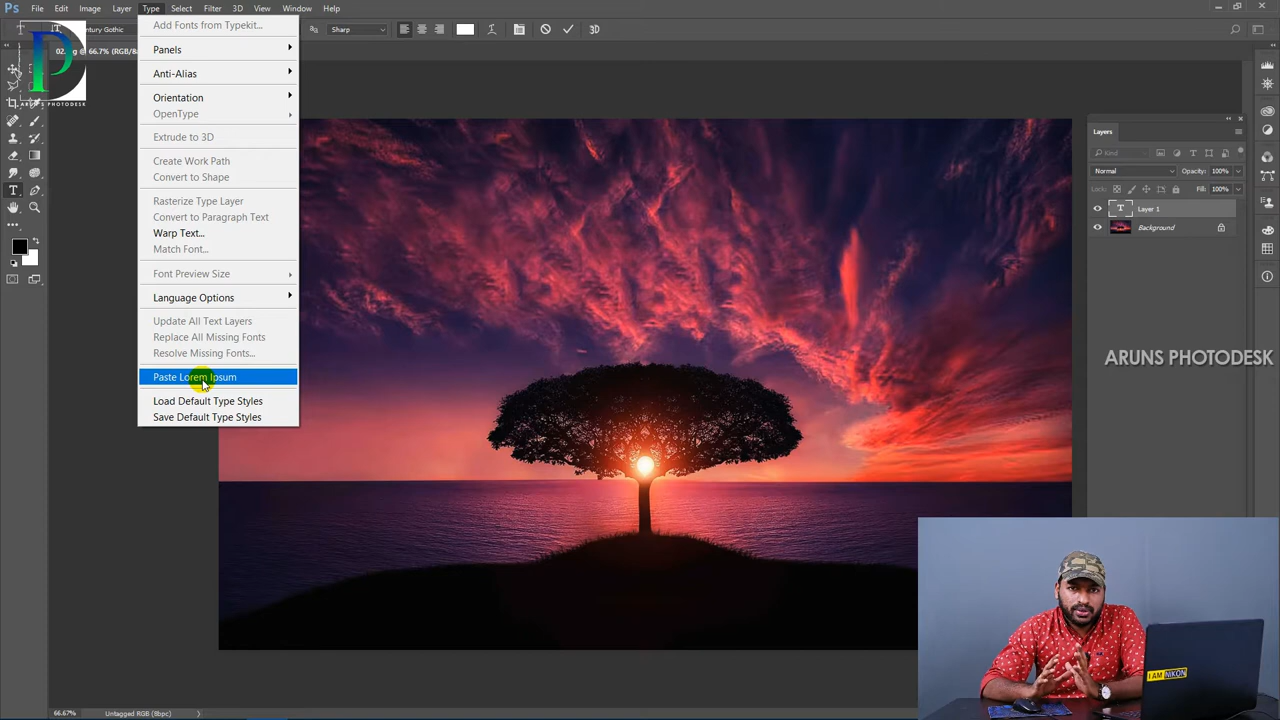 Ps File Edit Image Layer Type Select Filter 3D View Window Help
Century Gothic Sharp 3D
@ 66.7% (RGB/8
ARUNS PHOTODESK
Add Fonts from Typekit...
Panels
Anti-Alias
Orientation
OpenType
Extrude to 3D
Create Work Path
Convert to Shape
Rasterize Type Layer
Convert to Paragraph Text
Warp Text...
Match Font...
Font Preview Size
Language Options
Update All Text Layers
Replace All Missing Fonts
Resolve Missing Fonts...
Paste Lorem Ipsum
Load Default Type Styles
Save Default Type Styles
Layers
Kind
Normal Opacity: 100%
Lock: Fill: 100%
Layer 1
Background
ARUNS PHOTODESK
I AM NIKON
66.67% Untagged RGB (8bpc)